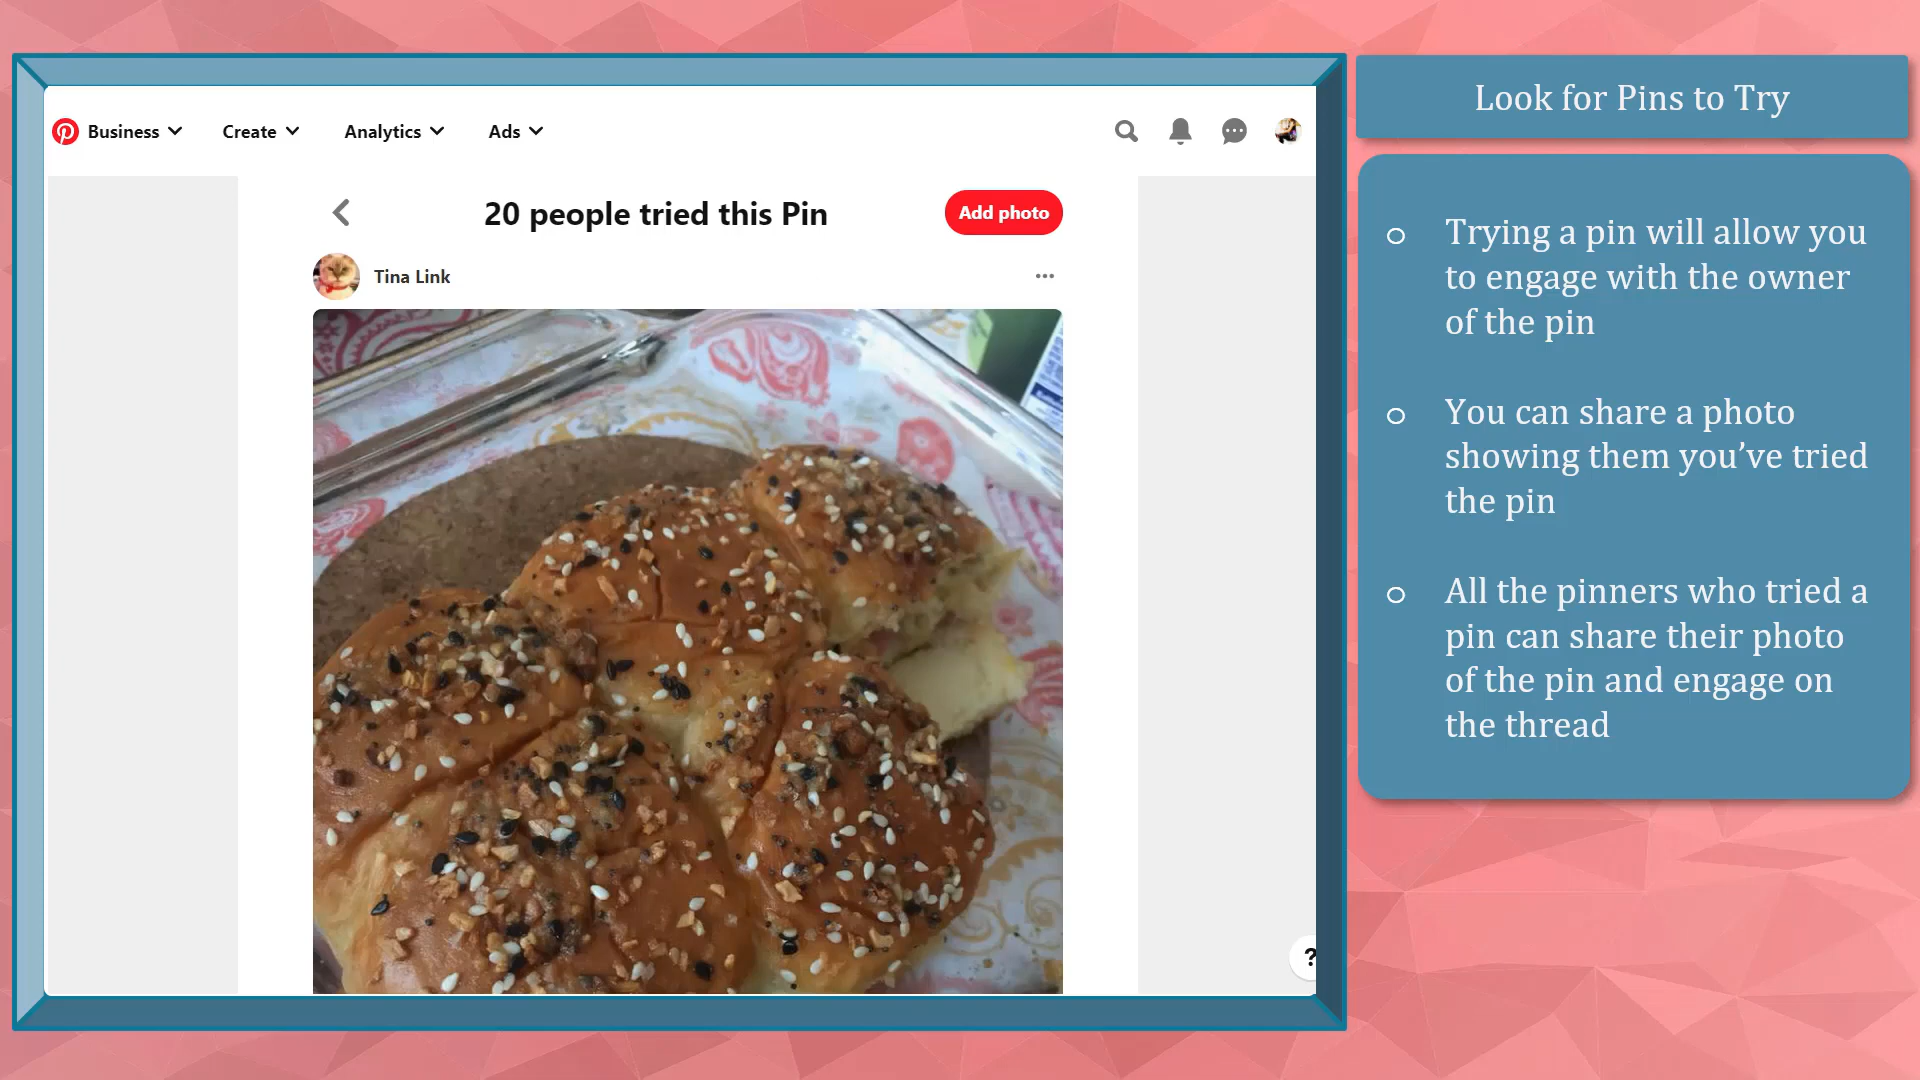 Business
Create
Analytics
Ads
20 people tried this Pin
Add photo
Tina Link
?
Look for Pins to Try
Trying a pin will allow you
to engage with the owner
of the pin
You can share a photo
showing them you've tried
the pin
All the pinners who tried a
pin can share their photo
of the pin and engage on
the thread